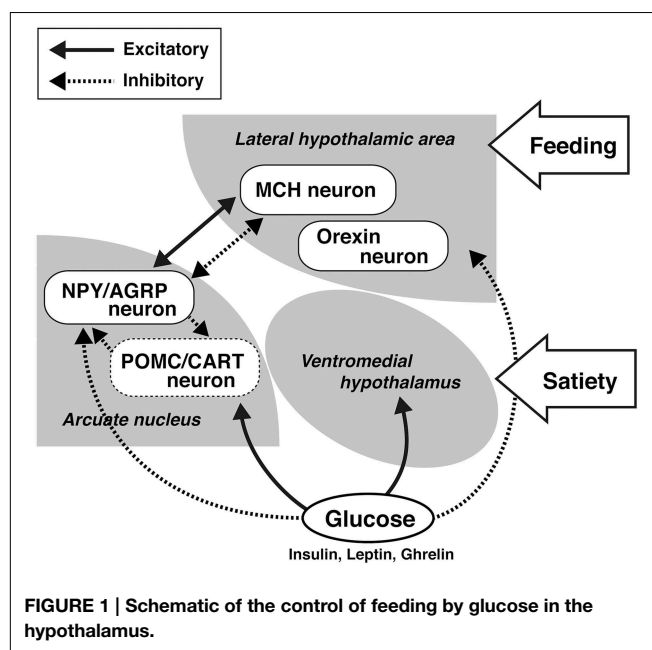 Excitatory
Inhibitory
Lateral hypothalamic area
Feeding
MCH neuron
Orexin
neuron
NPY/AGRP
neuron
POMC/CART
neuron
Arcuate nucleus
Ventromedial
hypothalamus
Satiety
Glucose
Insulin, Leptin, Ghrelin
FIGURE 1 | Schematic of the control of feeding by glucose in the
hypothalamus.